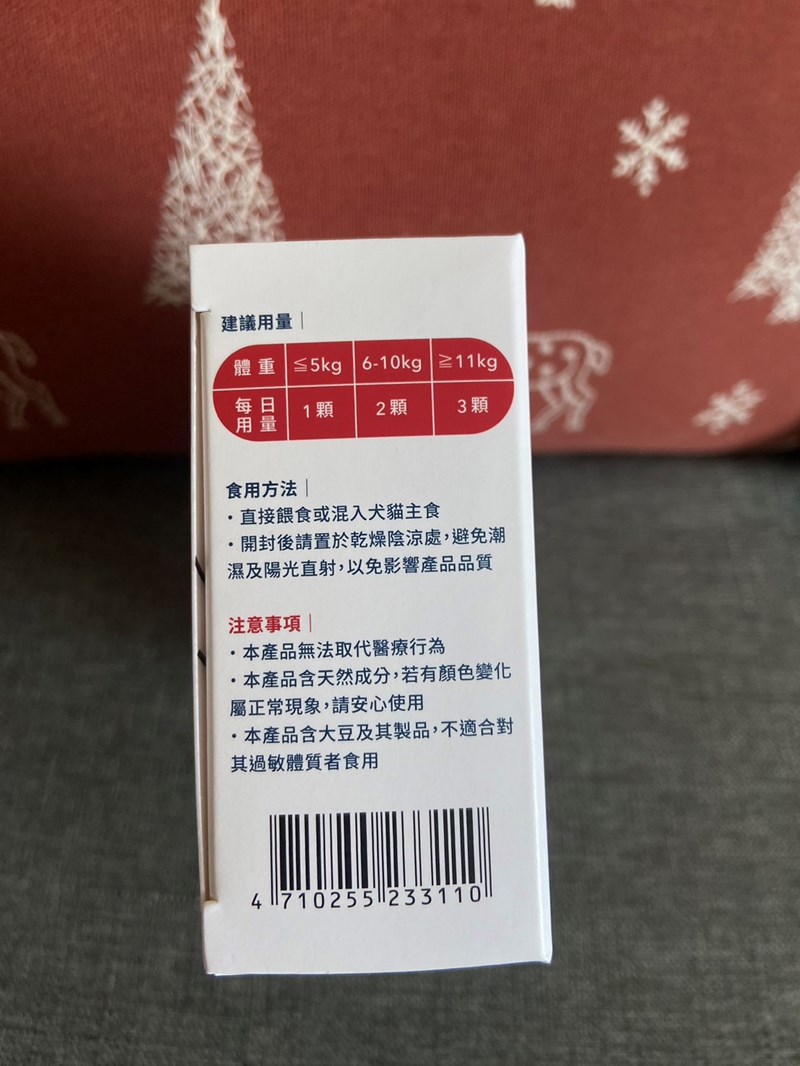 建議用量｜
體重 ≦5kg 6-10kg ≧11kg
每日用量 1顆 2顆 3顆
食用方法｜
・直接餵食或混入犬貓主食
・開封後請置於乾燥陰涼處，避免潮
濕及陽光直射，以免影響產品品質
注意事項｜
・本產品無法取代醫療行為
・本產品含天然成分，若有顏色變化
屬正常現象，請安心使用
・本產品含大豆及其製品，不適合對
其過敏體質者食用
4 710255 233110